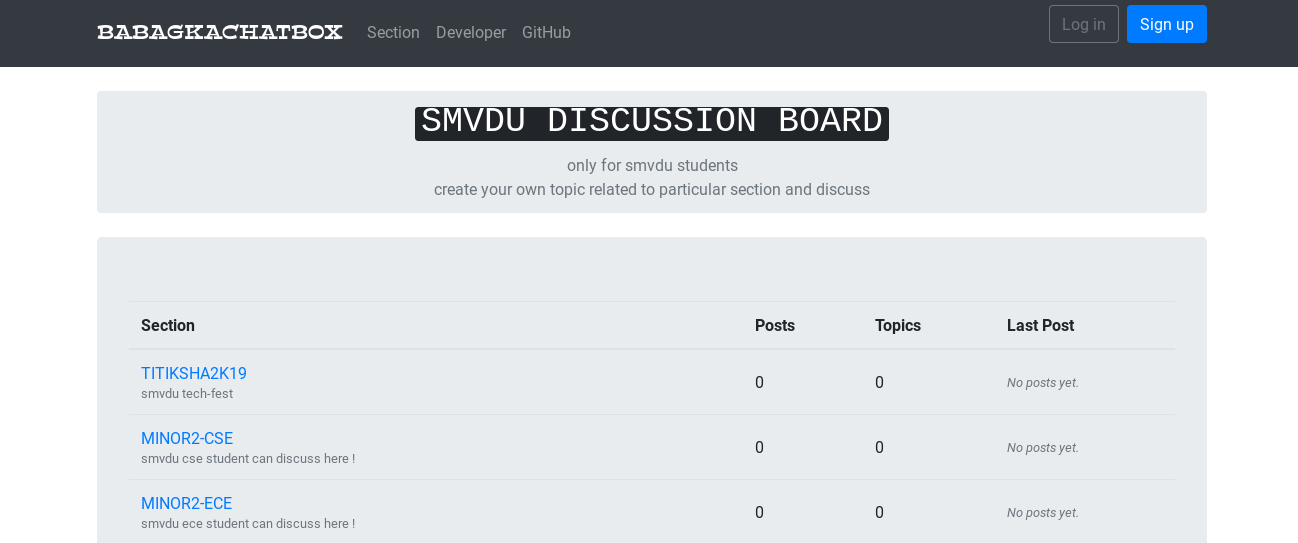 BABAGKACHATBOX Section Developer GitHub Log in Sign up
SMVDU DISCUSSION BOARD
only for smvdu students
create your own topic related to particular section and discuss
Section Posts Topics Last Post
TITIKSHA2K19 0 0 No posts yet.
smvdu tech-fest
MINOR2-CSE 0 0 No posts yet.
smvdu cse student can discuss here !
MINOR2-ECE 0 0 No posts yet.
smvdu ece student can discuss here !